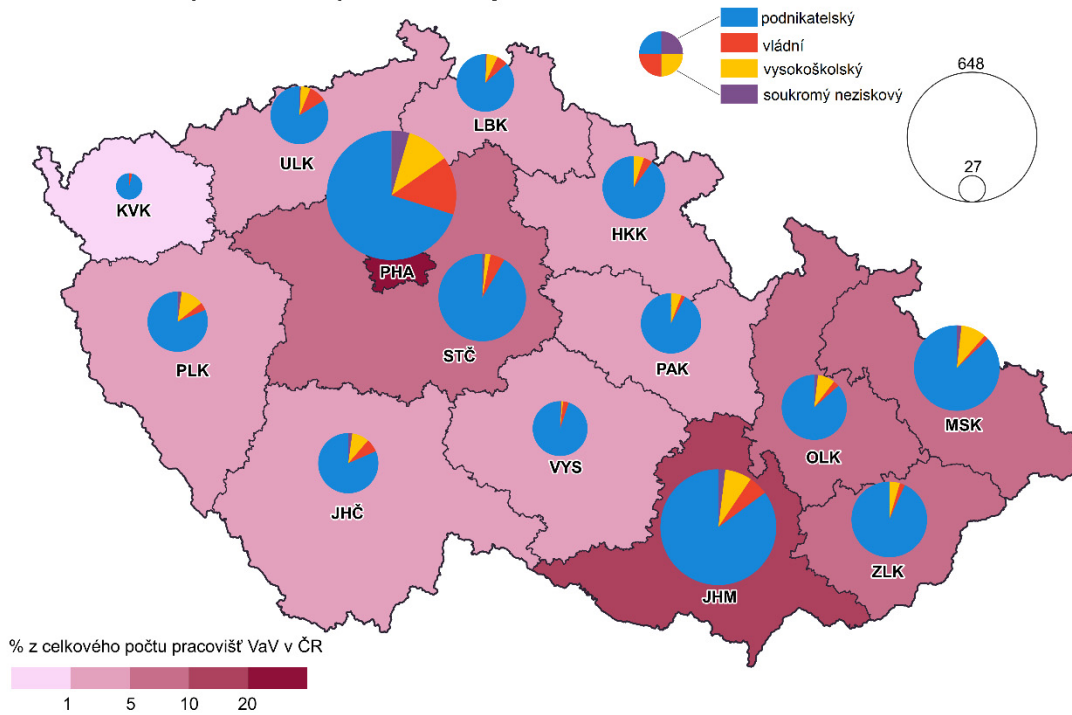 podnikatelský
vládní
vysokoškolský
soukromý neziskový
648
27
LBK
ULK
KVK
HKK
PHA
STČ
PAK
PLK
MSK
OLK
VYS
JHČ
ZLK
JHM
% z celkového počtu pracovišť VaV v ČR
1 5 10 20